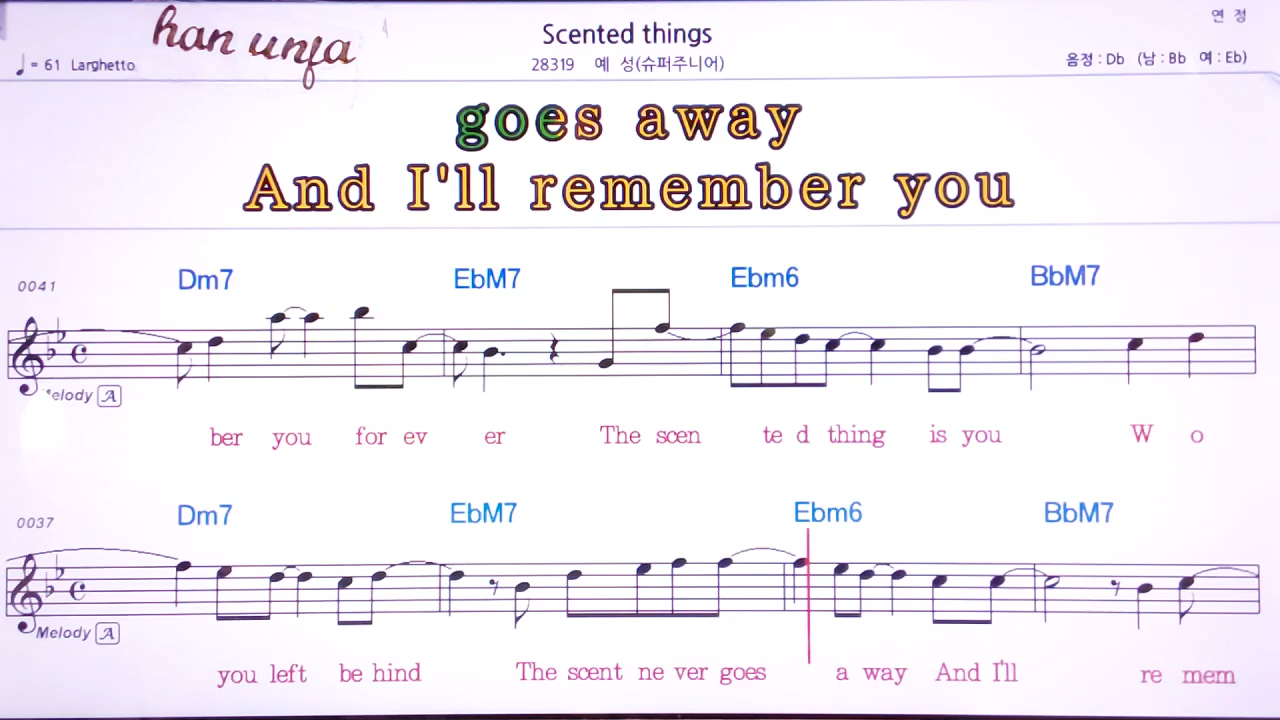 han unfa
Scented things
연 정
♩= 61 Larghetto
28319 예 성(슈퍼주니어)
음정 : Db (남 : Bb 여 : Eb)
goes away
And I'll remember you
0041 Dm7 EbM7 Ebm6 BbM7
elody A
ber you for ev er The scen te d thing is you W o
0037 Dm7 EbM7 Ebm6 BbM7
Melody A
you left be hind The scent ne ver goes a way And I'll re mem